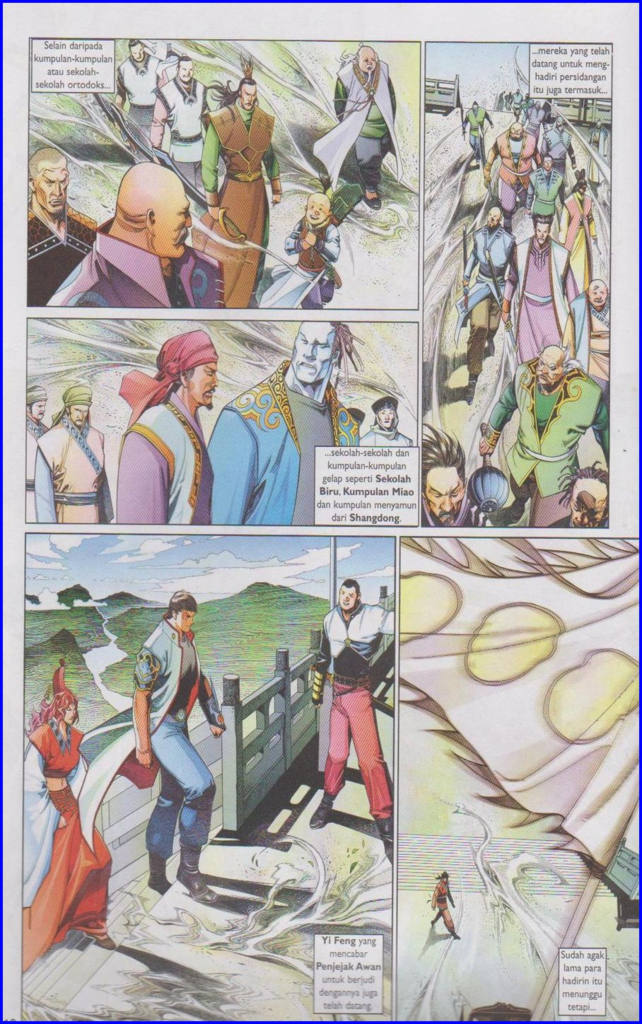 Selain daripada
kumpulan-kumpulan
atau sekolah-
sekolah ortodoks...
...mereka yang telah
datang untuk meng-
hadiri persidangan
itu juga termasuk...
...sekolah-sekolah dan
kumpulan-kumpulan
gelap seperti Sekolah
Biru, Kumpulan Miao
dan kumpulan menyamun
dari Shangdong.
Yi Feng yang
mencabar
Penjejak Awan
untuk berjudi
dengannya juga
telah datang.
Sudah agak
lama para
hadirin itu
menunggu
tetapi...